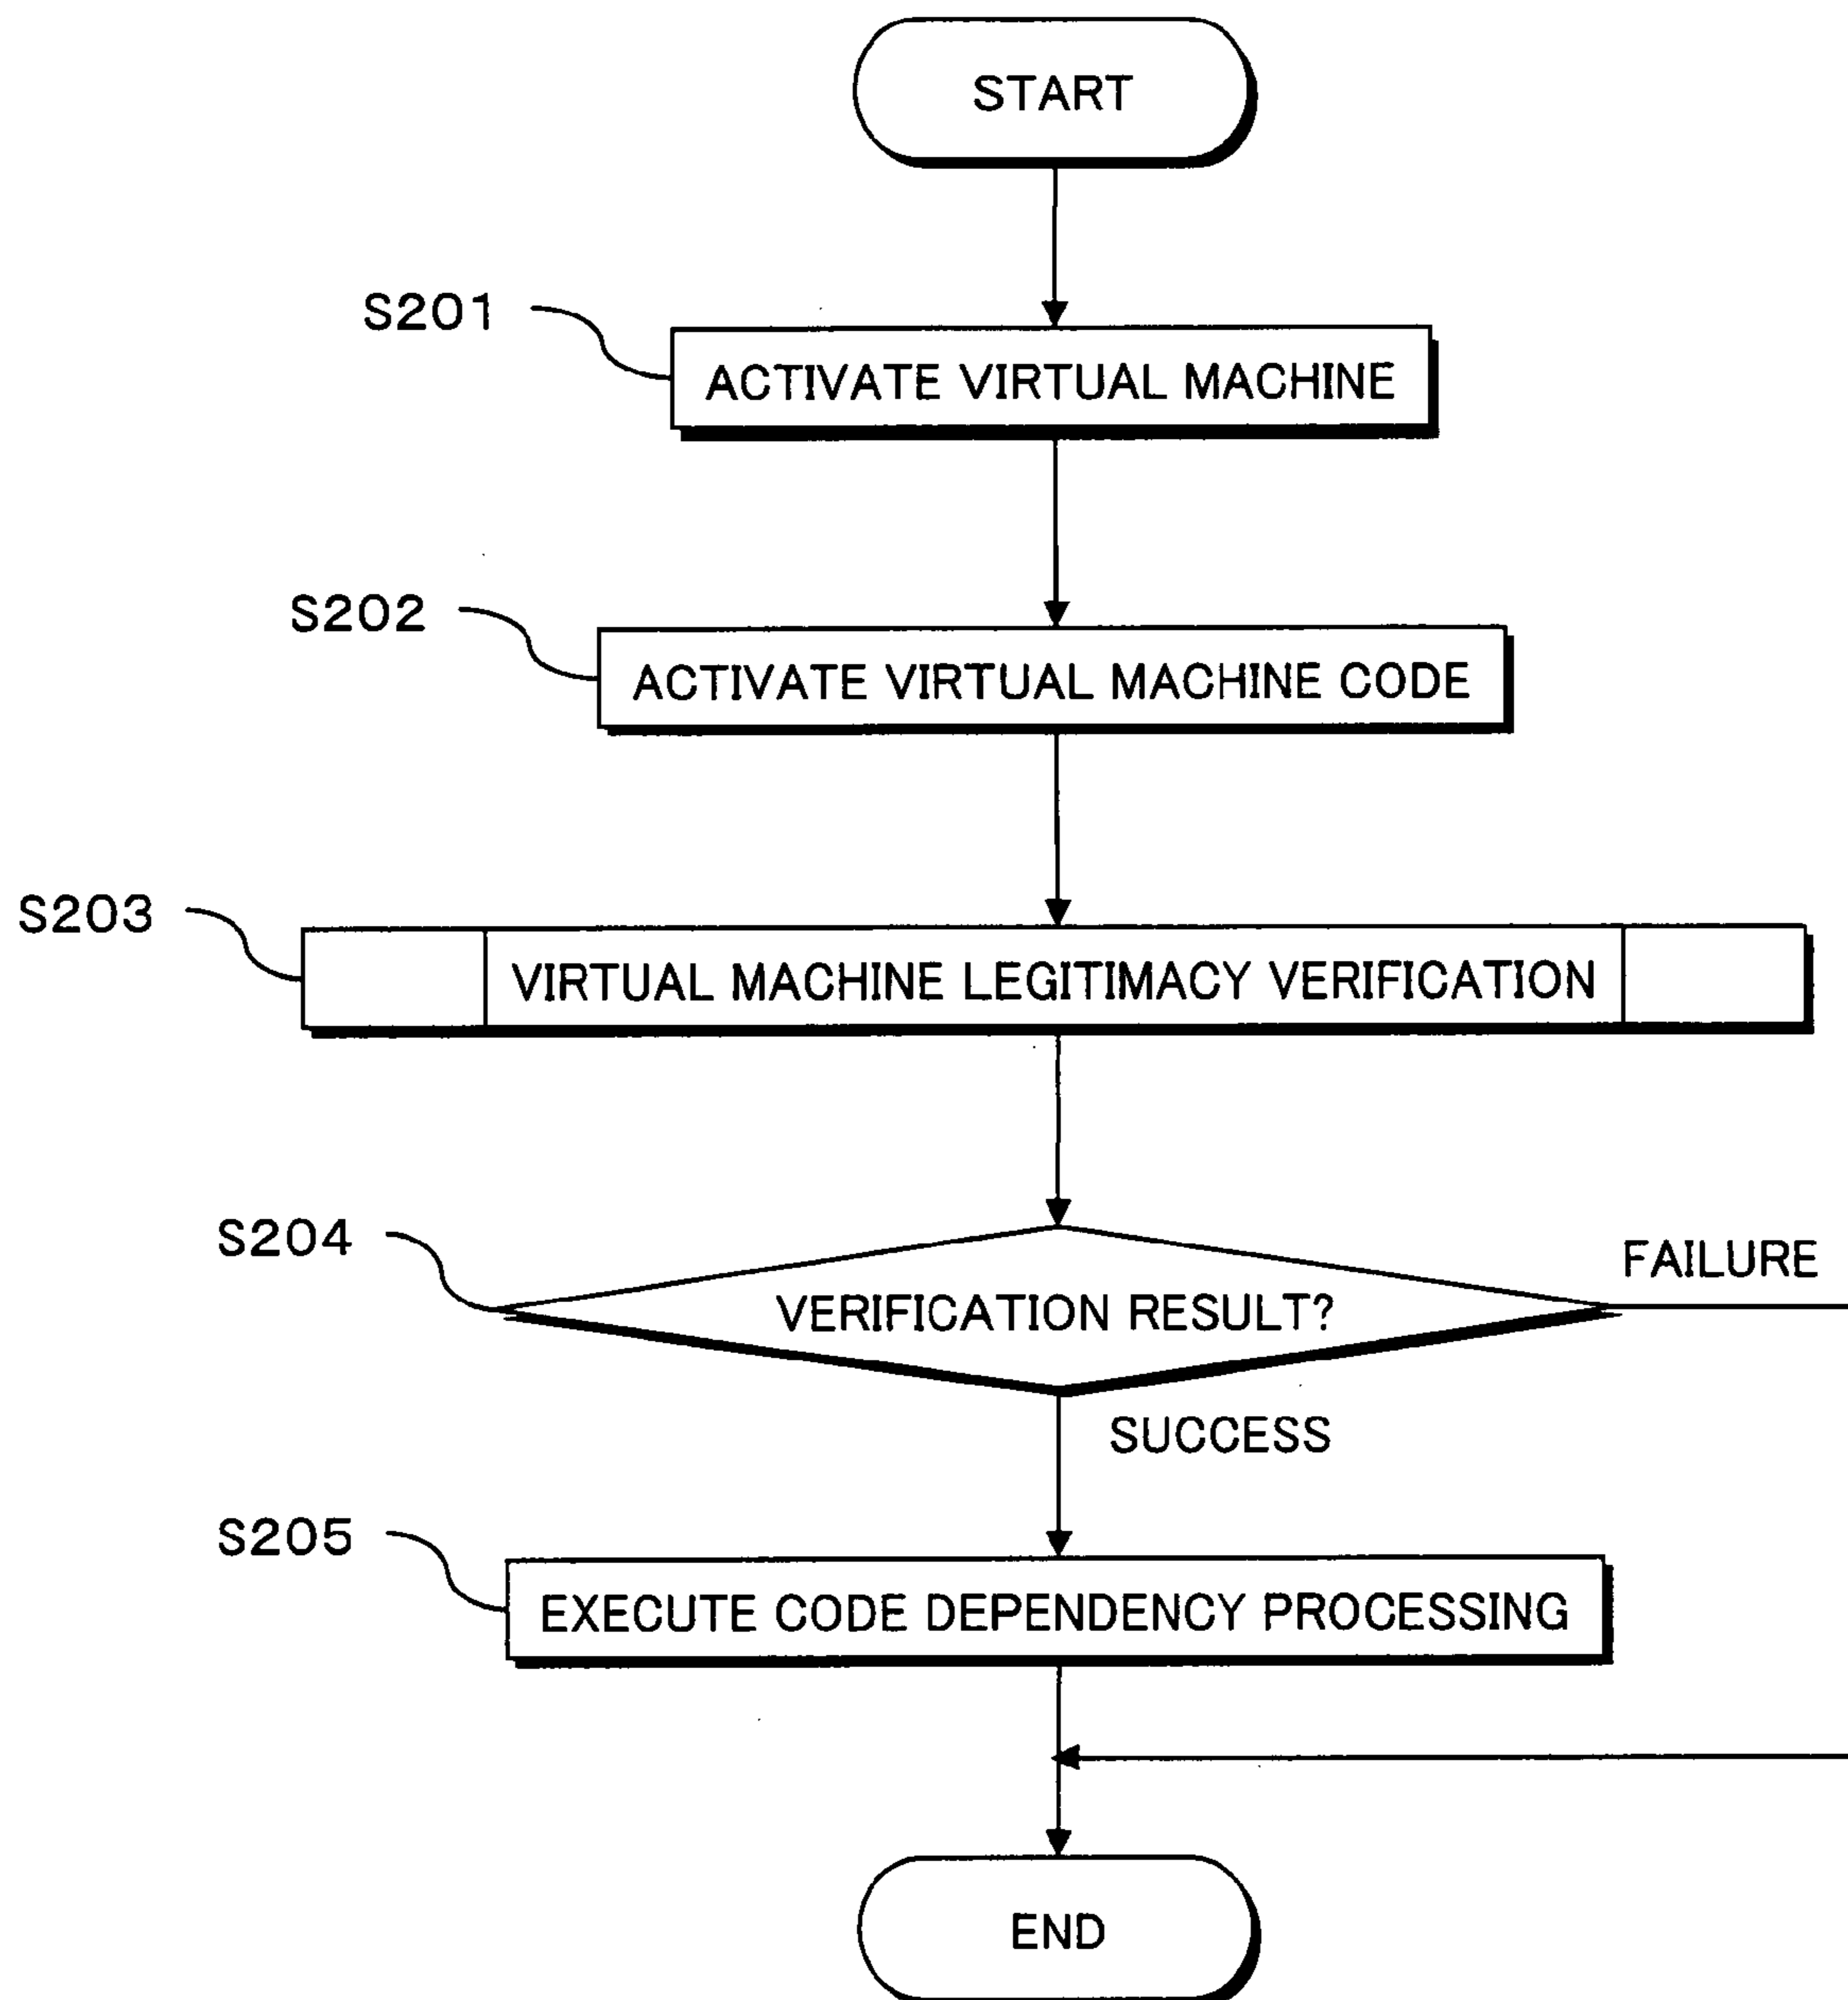 START
S201
ACTIVATE VIRTUAL MACHINE
S202
ACTIVATE VIRTUAL MACHINE CODE
S203
VIRTUAL MACHINE LEGITIMACY VERIFICATION
S204
VERIFICATION RESULT?
FAILURE
SUCCESS
S205
EXECUTE CODE DEPENDENCY PROCESSING
END